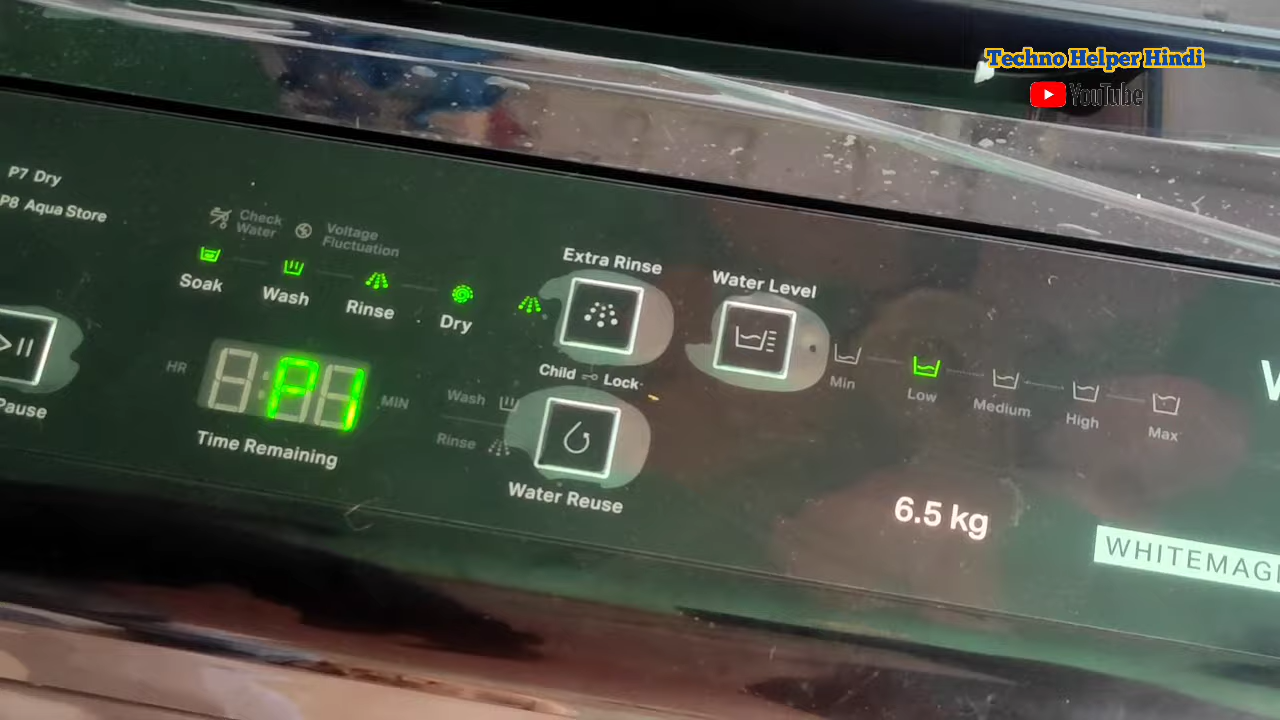 Techno Helper Hindi
YouTube
P7 Dry
P8 Aqua Store
Check
Water
Voltage
Fluctuation
Soak
Wash
Rinse
Dry
Extra Rinse
Water Level
Child Lock
Min
Low
Medium
High
Max
Pause
HR
P1
MIN
Wash
Rinse
Time Remaining
Water Reuse
6.5 kg
W
WHITEMAGI